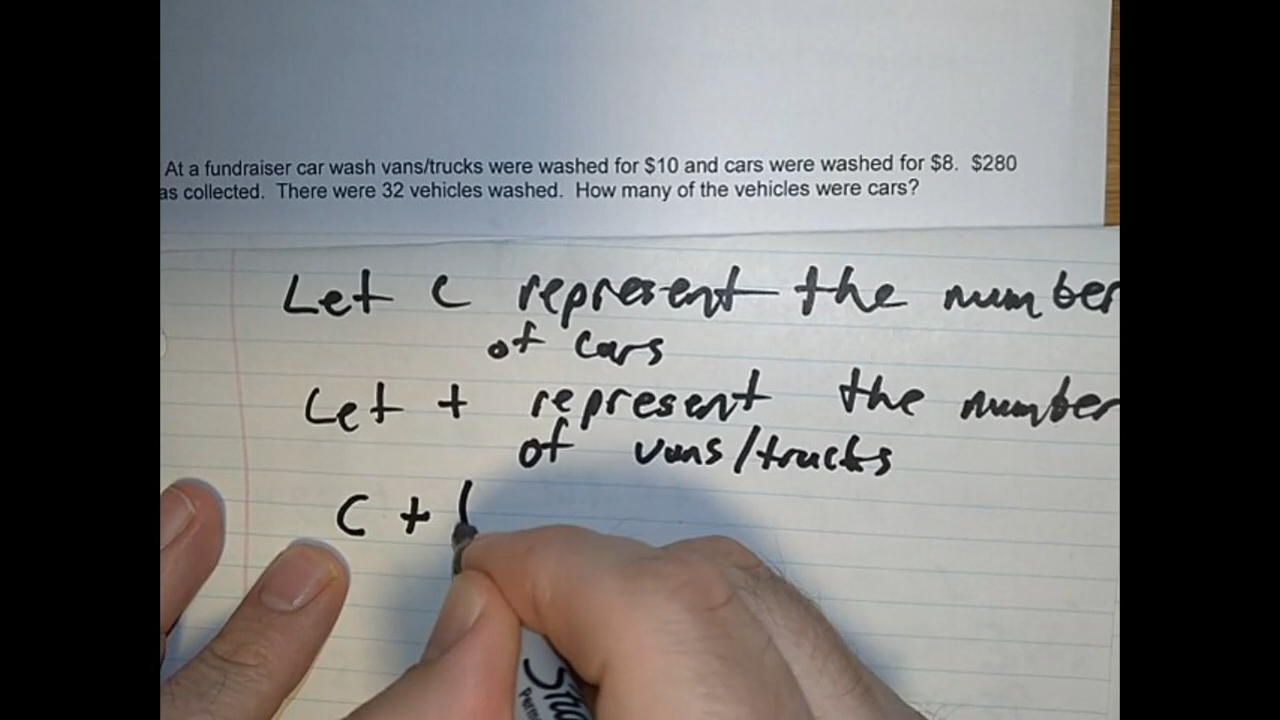 At a fundraiser car wash vans/trucks were washed for $10 and cars were washed for $8. $280
as collected. There were 32 vehicles washed. How many of the vehicles were cars?
Let c represent the number
of cars
Let t represent the number
of vans/trucks
c +